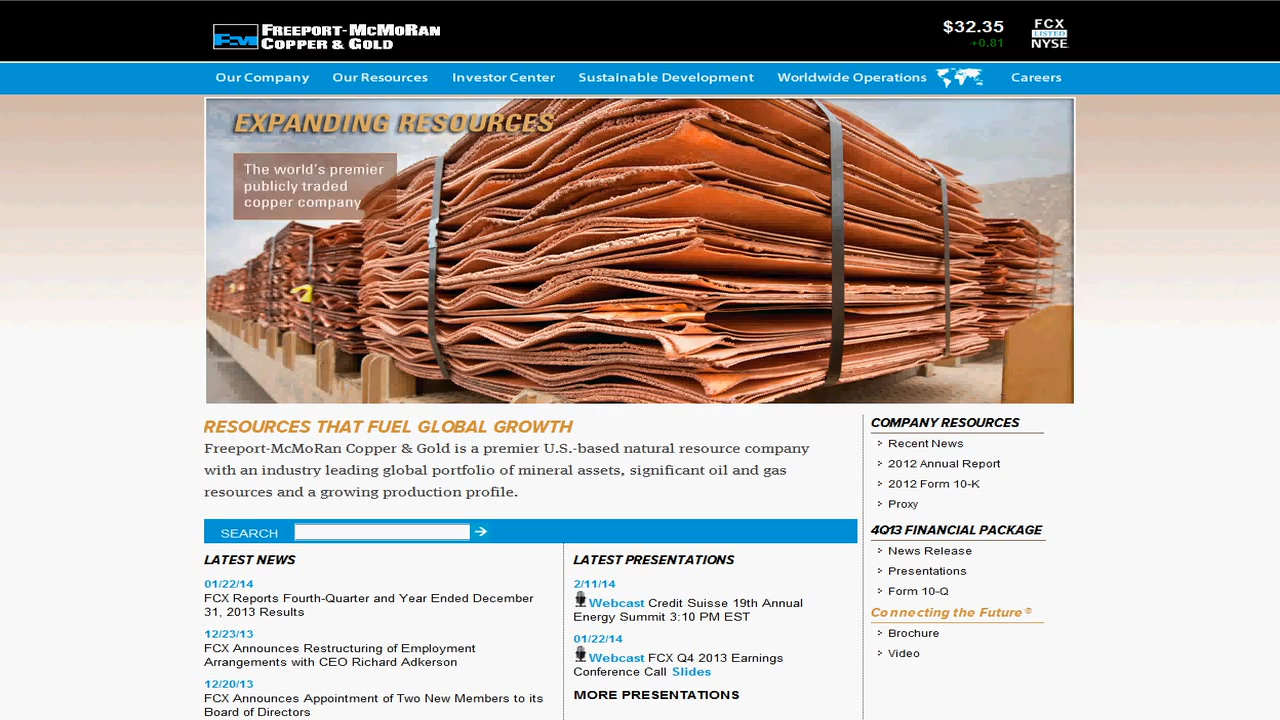 FREEPORT-MCMORAN
COPPER & GOLD
$32.35
+0.81
FCX
LISTED
NYSE
Our Company
Our Resources
Investor Center
Sustainable Development
Worldwide Operations
Careers
EXPANDING RESOURCES
The world's premier
publicly traded
copper company
RESOURCES THAT FUEL GLOBAL GROWTH
Freeport-McMoRan Copper & Gold is a premier U.S.-based natural resource company
with an industry leading global portfolio of mineral assets, significant oil and gas
resources and a growing production profile.
SEARCH
LATEST NEWS
01/22/14
FCX Reports Fourth-Quarter and Year Ended December
31, 2013 Results
12/23/13
FCX Announces Restructuring of Employment
Arrangements with CEO Richard Adkerson
12/20/13
FCX Announces Appointment of Two New Members to its
Board of Directors
LATEST PRESENTATIONS
2/11/14
Webcast Credit Suisse 19th Annual
Energy Summit 3:10 PM EST
01/22/14
Webcast FCX Q4 2013 Earnings
Conference Call Slides
MORE PRESENTATIONS
COMPANY RESOURCES
Recent News
2012 Annual Report
2012 Form 10-K
Proxy
4Q13 FINANCIAL PACKAGE
News Release
Presentations
Form 10-Q
Connecting the Future®
Brochure
Video